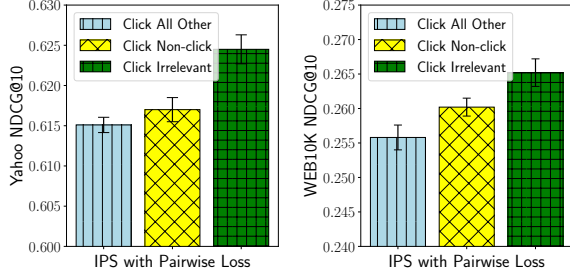 Yahoo NDCG@10
0.630
0.625
0.620
0.615
0.610
0.605
0.600
Click All Other
Click Non-click
Click Irrelevant
IPS with Pairwise Loss
WEB10K NDCG@10
0.275
0.270
0.265
0.260
0.255
0.250
0.245
0.240
Click All Other
Click Non-click
Click Irrelevant
IPS with Pairwise Loss